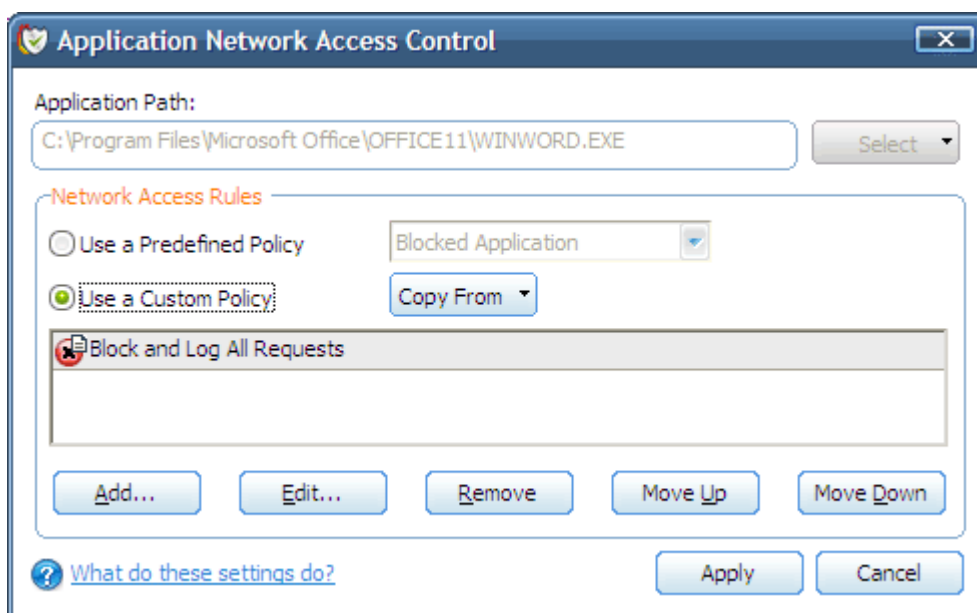 Application Network Access Control
Application Path:
C:\Program Files\Microsoft Office\OFFICE11\WINWORD.EXE
Select
Network Access Rules
Use a Predefined Policy
Blocked Application
Use a Custom Policy
Copy From
Block and Log All Requests
Add...
Edit...
Remove
Move Up
Move Down
What do these settings do?
Apply
Cancel